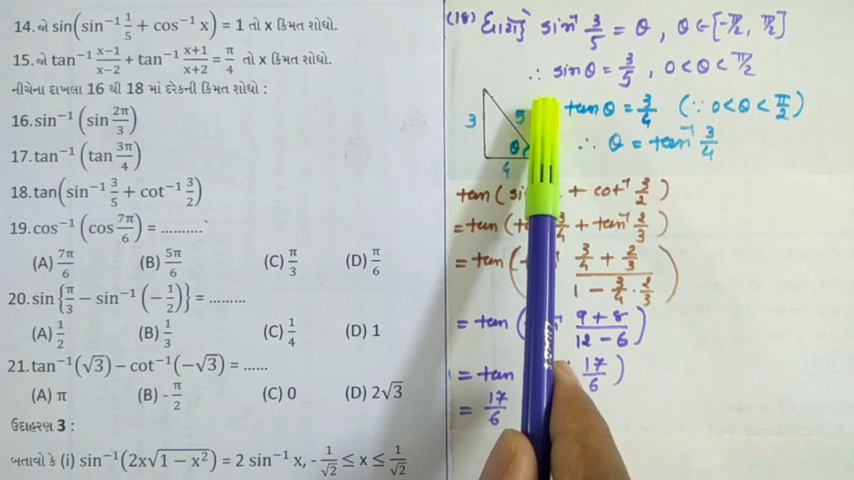 14. જો sin(sin⁻¹ 1/5 + cos⁻¹ x) = 1 તો x કિંમત શોધો.
15. જો tan⁻¹ (x−1)/(x−2) + tan⁻¹ (x+1)/(x+2) = π/4 તો x કિંમત શોધો.
નીચેના દાખલા 16 થી 18 માં દરેકની કિંમત શોધો :
16. sin⁻¹ (sin 2π/3)
17. tan⁻¹ (tan 3π/4)
18. tan(sin⁻¹ 3/5 + cot⁻¹ 3/2)
19. cos⁻¹ (cos 7π/6) = ..........
(A) 7π/6 (B) 5π/6 (C) π/3 (D) π/6
20. sin {π/3 − sin⁻¹ (−1/2)} = .........
(A) 1/2 (B) 1/3 (C) 1/4 (D) 1
21. tan⁻¹(√3) − cot⁻¹(−√3) = ......
(A) π (B) -π/2 (C) 0 (D) 2√3
ઉદાહરણ 3 :
બતાવો કે (i) sin⁻¹(2x√(1 − x²)) = 2 sin⁻¹ x, -1/√2 ≤ x ≤ 1/√2
(18) ધારોકે sin⁻¹ 3/5 = θ , θ ∈ [-π/2, π/2]
∴ sinθ = 3/5 , 0 < θ < π/2
3 5 θ 4
tanθ = 3/4 (∵ 0 < θ < π/2)
∴ θ = tan⁻¹ 3/4
tan( + cot⁻¹ 3/2 )
= tan ( 3/4 + tan⁻¹ 2/3 )
= tan ( (3/4 + 2/3)/(1 − 3/4 · 2/3) )
= tan ( (9 + 8)/(12 − 6) )
= tan 17/6 )
= 17/6